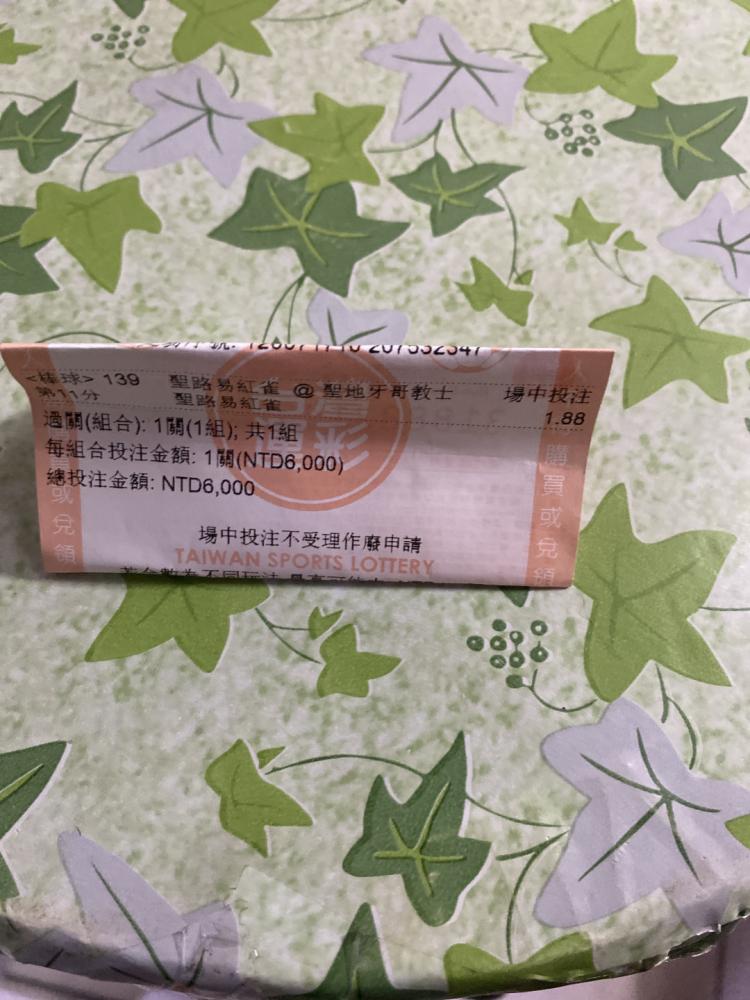 <棒球> 139 聖路易紅雀 @ 聖地牙哥教士 場中投注
第11分 聖路易紅雀 1.88
過關(組合): 1關(1組); 共1組
每組合投注金額: 1關(NTD6,000)
總投注金額: NTD6,000
場中投注不受理作廢申請
TAIWAN SPORTS LOTTERY
購買或兌領
或兌領